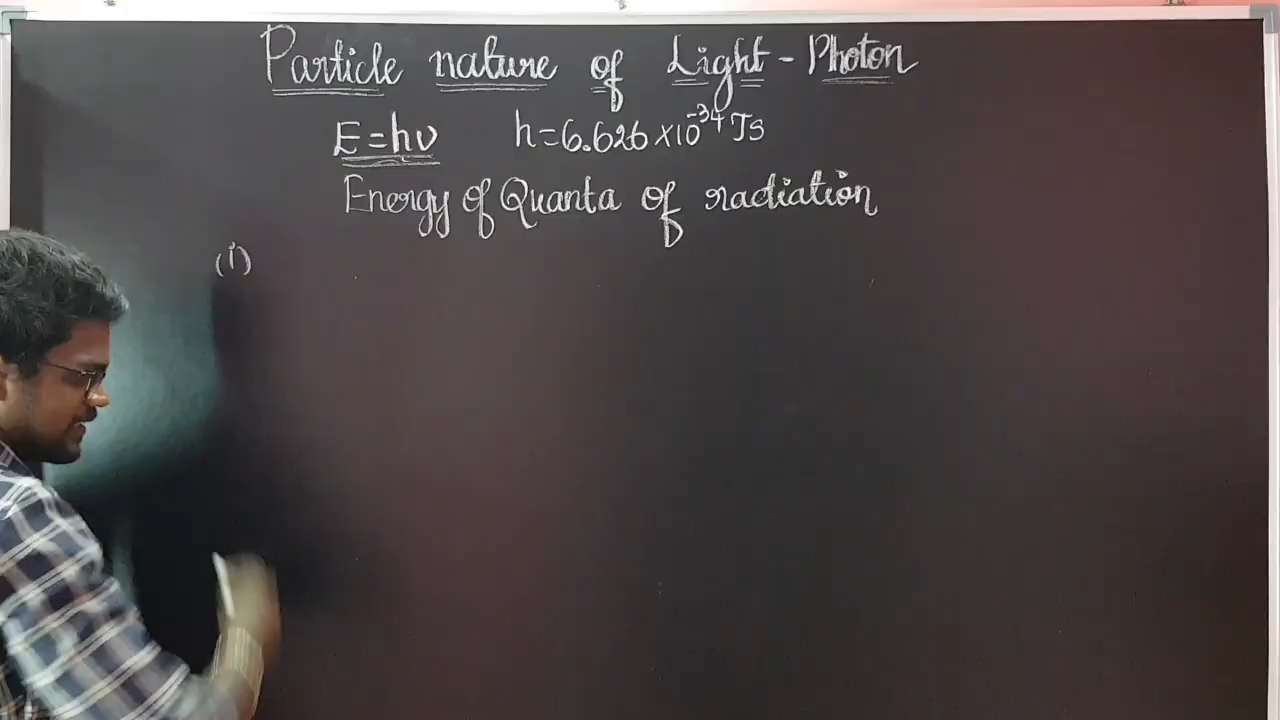 Particle nature of Light - Photon
E = hν h = 6.626 × 10⁻³⁴ JS
Energy of Quanta of radiation
(i)